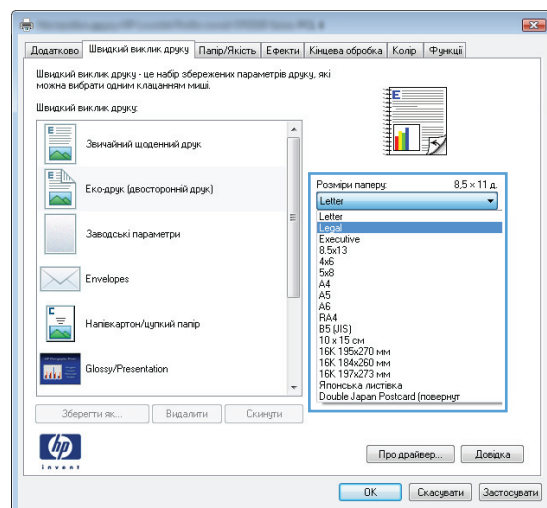 Додатково Швидкий виклик друку Папір/Якість Ефекти Кінцева обробка Колір Функції
Швидкий виклик друку - це набір збережених параметрів друку, які
можна вибрати одним клацанням миші.
Швидкий виклик друку:
Звичайний щоденний друк
Еко-друк (двосторонній друк)
Заводські параметри
Envelopes
Напівкартон/цупкий папір
Glossy/Presentation
Зберегти як... Видалити Скинути
Розміри паперу: 8,5 × 11 д.
Letter
Letter
Legal
Executive
8.5x13
4x6
5x8
A4
A5
A6
RA4
B5 (JIS)
10 x 15 см
16K 195x270 мм
16K 184x260 мм
16K 197x273 мм
Японська листівка
Double Japan Postcard (повернут
hp
invent
Про драйвер... Довідка
OK Скасувати Застосувати